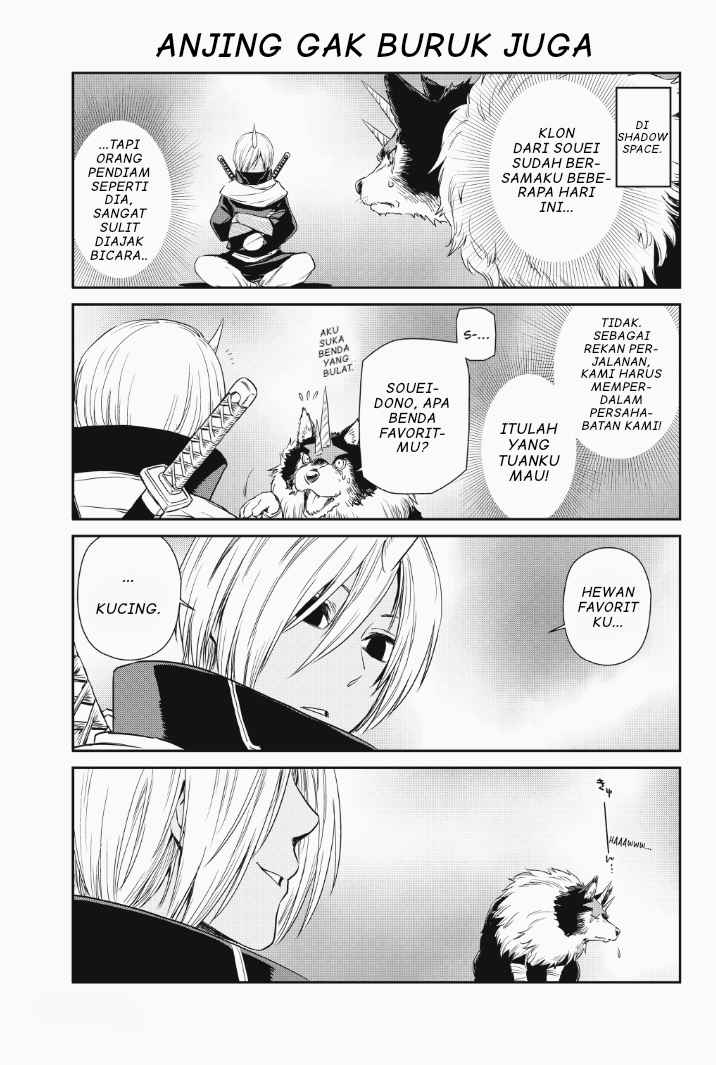 ANJING GAK BURUK JUGA
DI
SHADOW
SPACE.
KLON
DARI SOUEI
SUDAH BER-
SAMAKU BEBE-
RAPA HARI
INI...
...TAPI
ORANG
PENDIAM
SEPERTI
DIA,
SANGAT
SULIT
DIAJAK
BICARA..
TIDAK.
SEBAGAI
REKAN PER-
JALANAN,
KAMI HARUS
MEMPER-
DALAM
PERSAHA-
BATAN KAMI!
ITULAH
YANG
TUANKU
MAU!
S-...
SOUEI-
DONO, APA
BENDA
FAVORIT-
MU?
AKU
SUKA
BENDA
YANG
BULAT.
HEWAN
FAVORIT
KU...
...
KUCING.
きゅ
HAAAWWW...